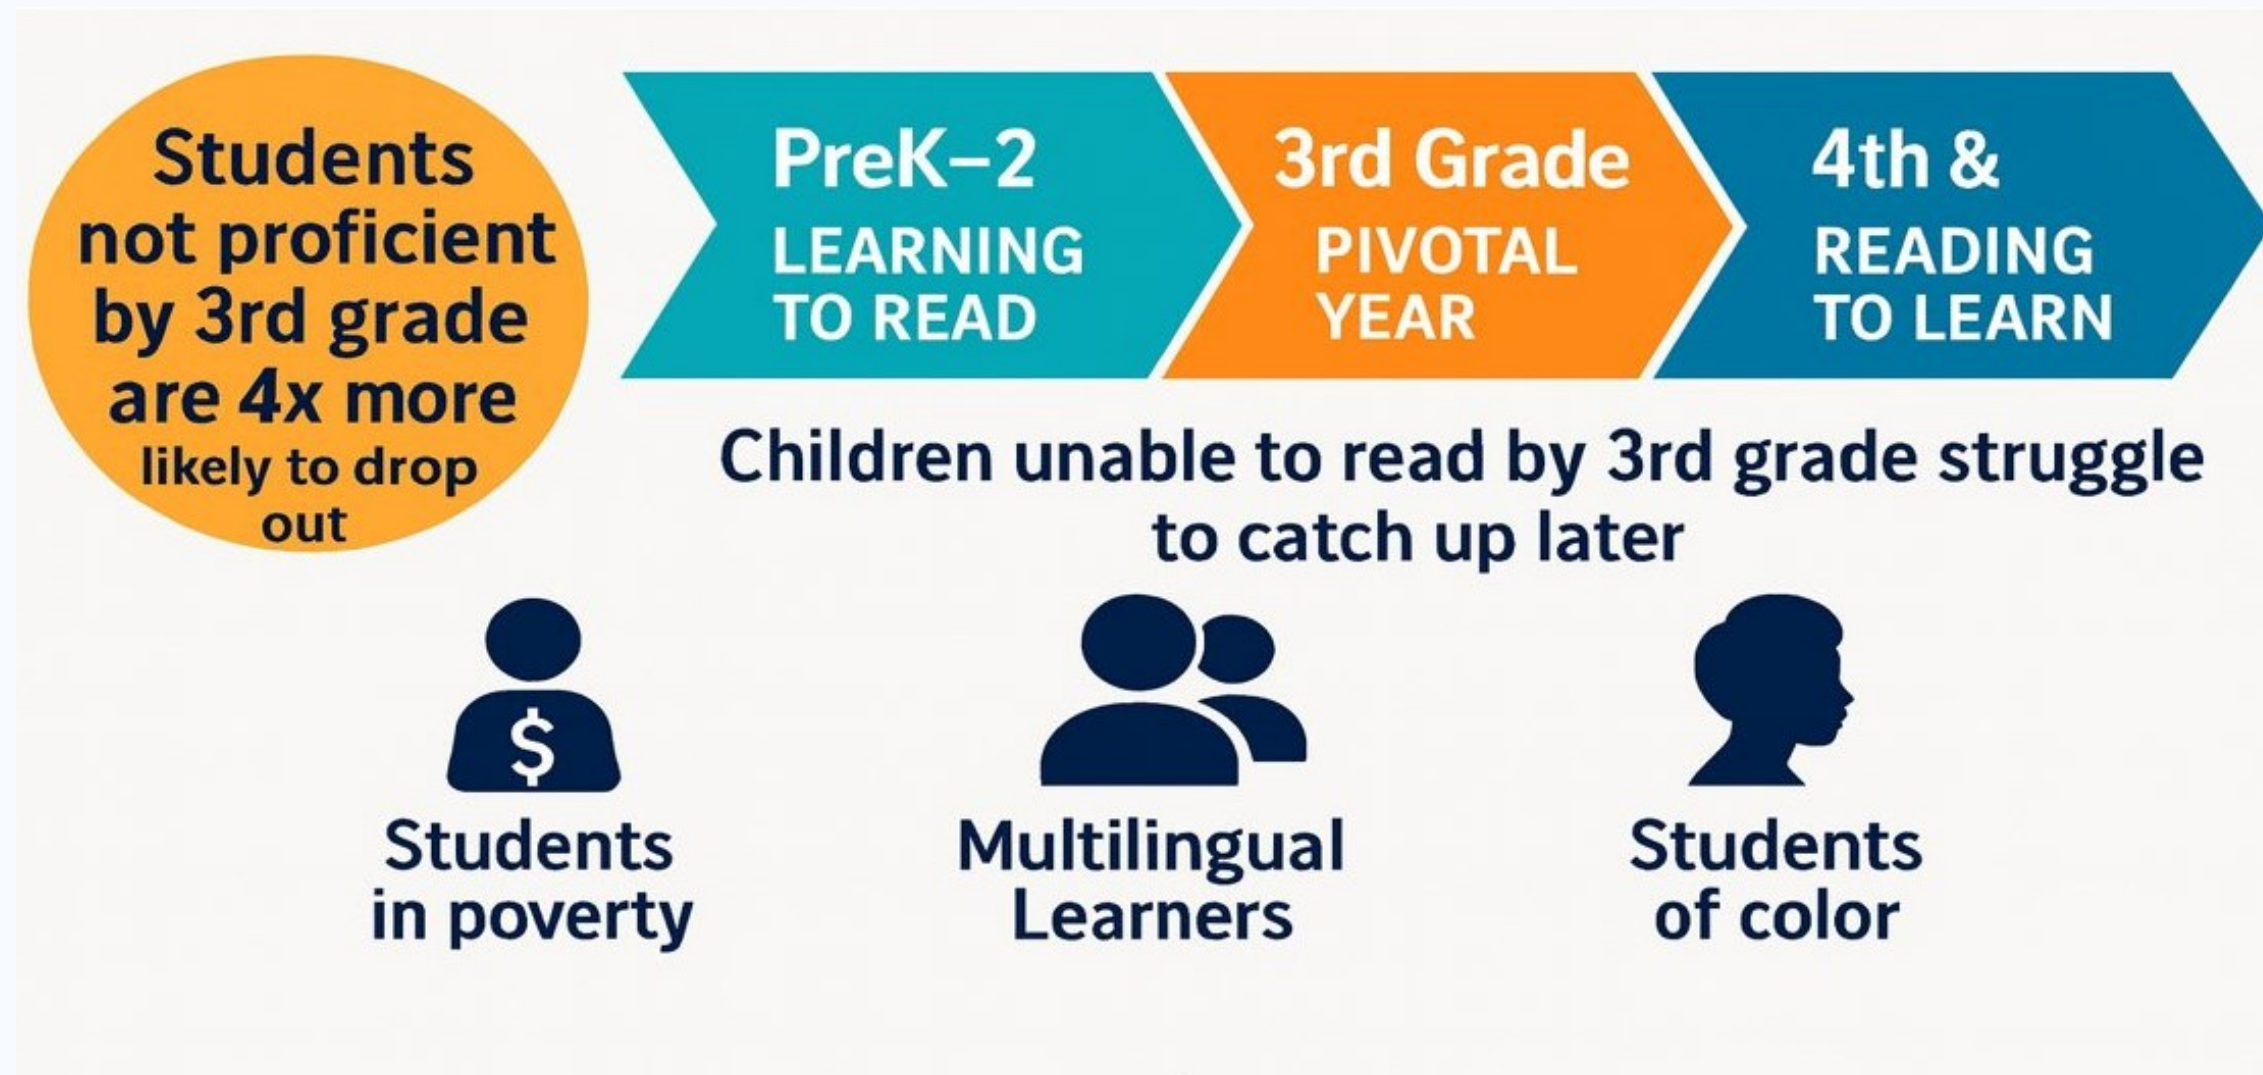 Students
not proficient
by 3rd grade
are 4x more
likely to drop
out
PreK–2
LEARNING
TO READ
3rd Grade
PIVOTAL
YEAR
4th &
READING
TO LEARN
Children unable to read by 3rd grade struggle
to catch up later
$
Students
in poverty
Multilingual
Learners
Students
of color